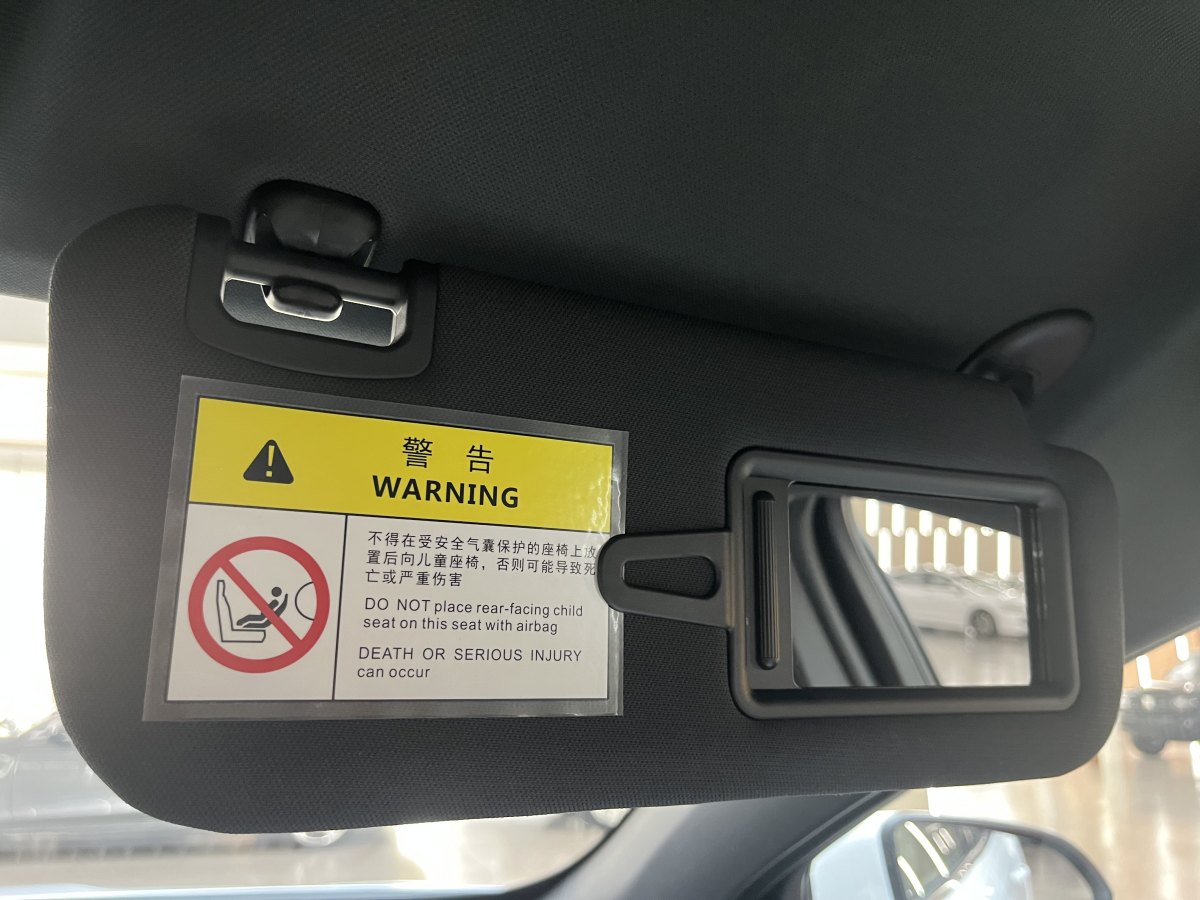 警 告
WARNING
不得在受安全气囊保护的座椅上放
置后向儿童座椅，否则可能导致死
亡或严重伤害
DO NOT place rear-facing child
seat on this seat with airbag
DEATH OR SERIOUS INJURY
can occur